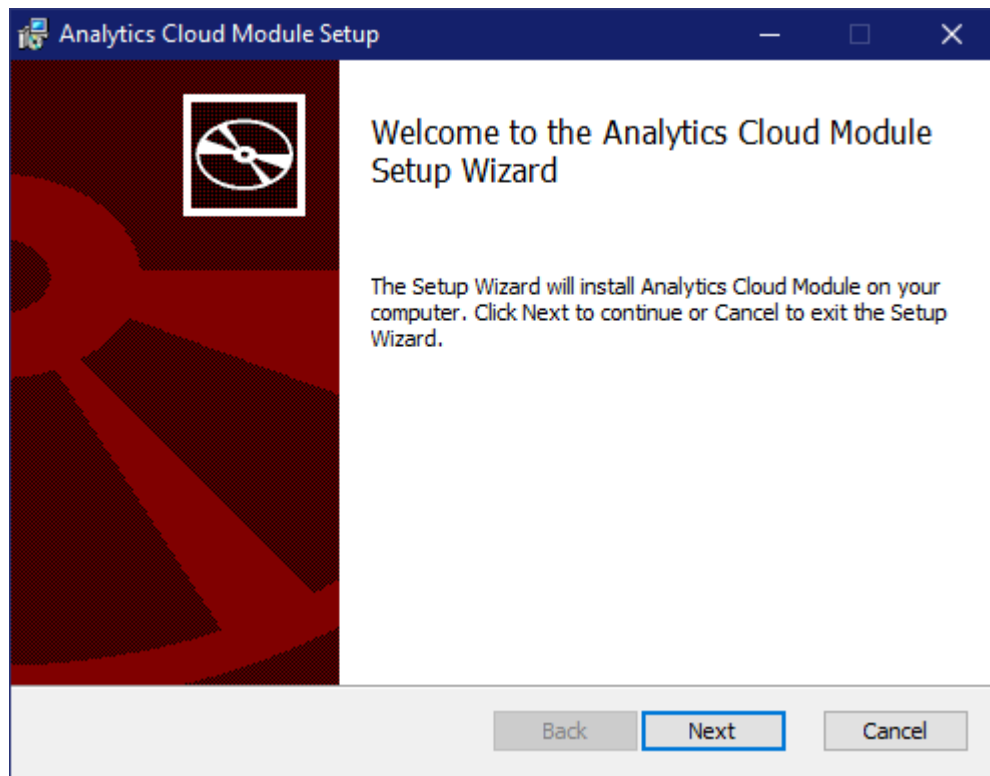 Analytics Cloud Module Setup
Welcome to the Analytics Cloud Module
Setup Wizard
The Setup Wizard will install Analytics Cloud Module on your
computer. Click Next to continue or Cancel to exit the Setup
Wizard.
Back Next Cancel